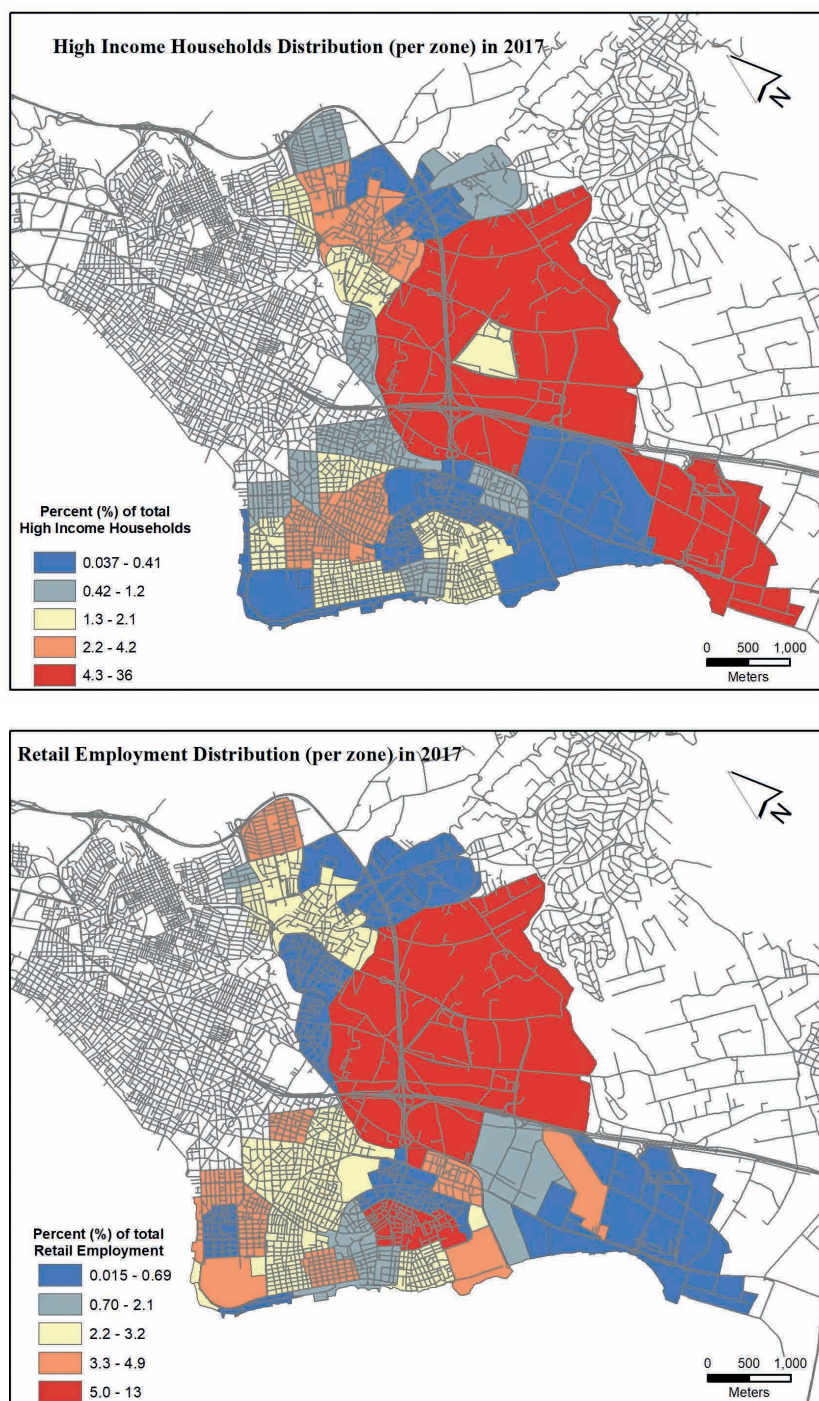 High Income Households Distribution (per zone) in 2017
N
Percent (%) of total
High Income Households
0.037 - 0.41
0.42 - 1.2
1.3 - 2.1
2.2 - 4.2
4.3 - 36
0 500 1,000
Meters
Retail Employment Distribution (per zone) in 2017
N
Percent (%) of total
Retail Employment
0.015 - 0.69
0.70 - 2.1
2.2 - 3.2
3.3 - 4.9
5.0 - 13
0 500 1,000
Meters